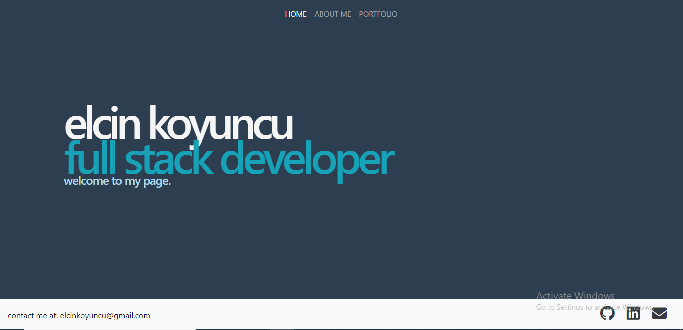 HOME ABOUT ME PORTFOLIO
elcin koyuncu
full stack developer
welcome to my page.
Activate Windows
Go to Settings to activate Windows.
contact me at: elcinkoyuncu@gmail.com